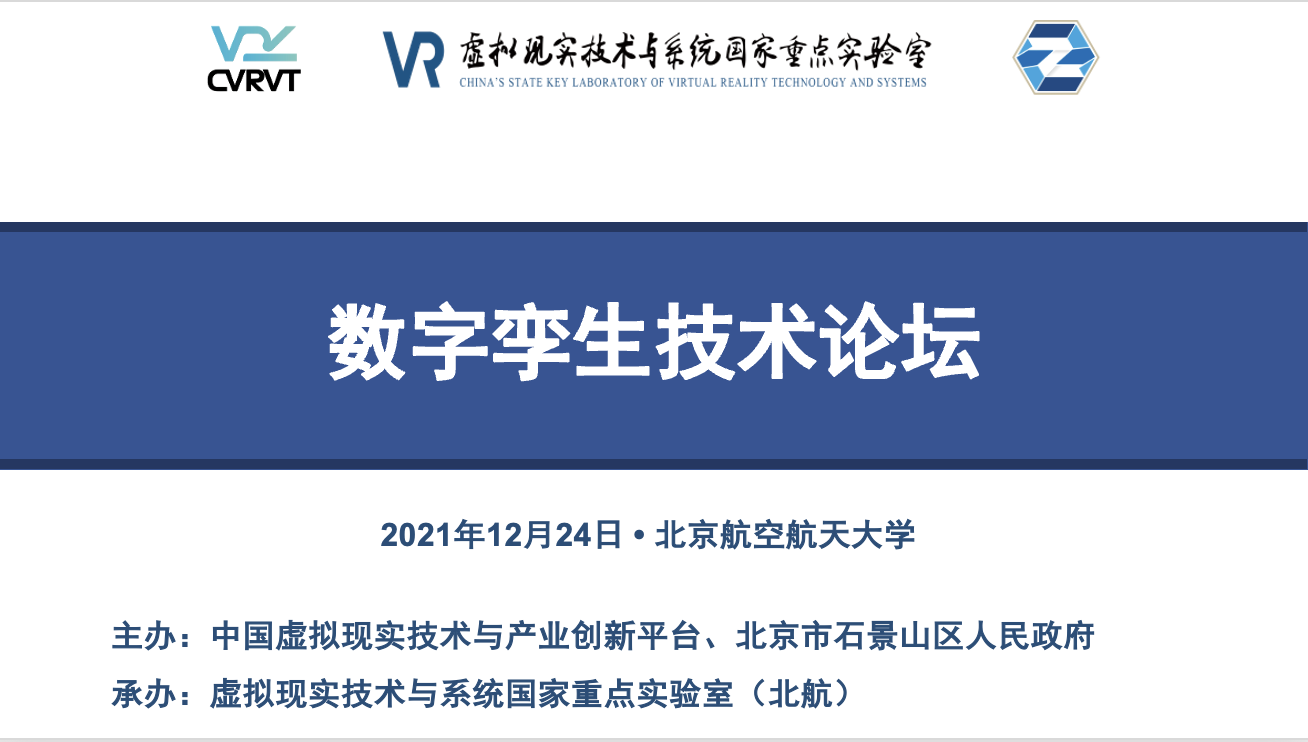 CVRVT
VR 虚拟现实技术与系统国家重点实验室
CHINA'S STATE KEY LABORATORY OF VIRTUAL REALITY TECHNOLOGY AND SYSTEMS
数字孪生技术论坛
2021年12月24日 • 北京航空航天大学
主办：中国虚拟现实技术与产业创新平台、北京市石景山区人民政府
承办：虚拟现实技术与系统国家重点实验室（北航）